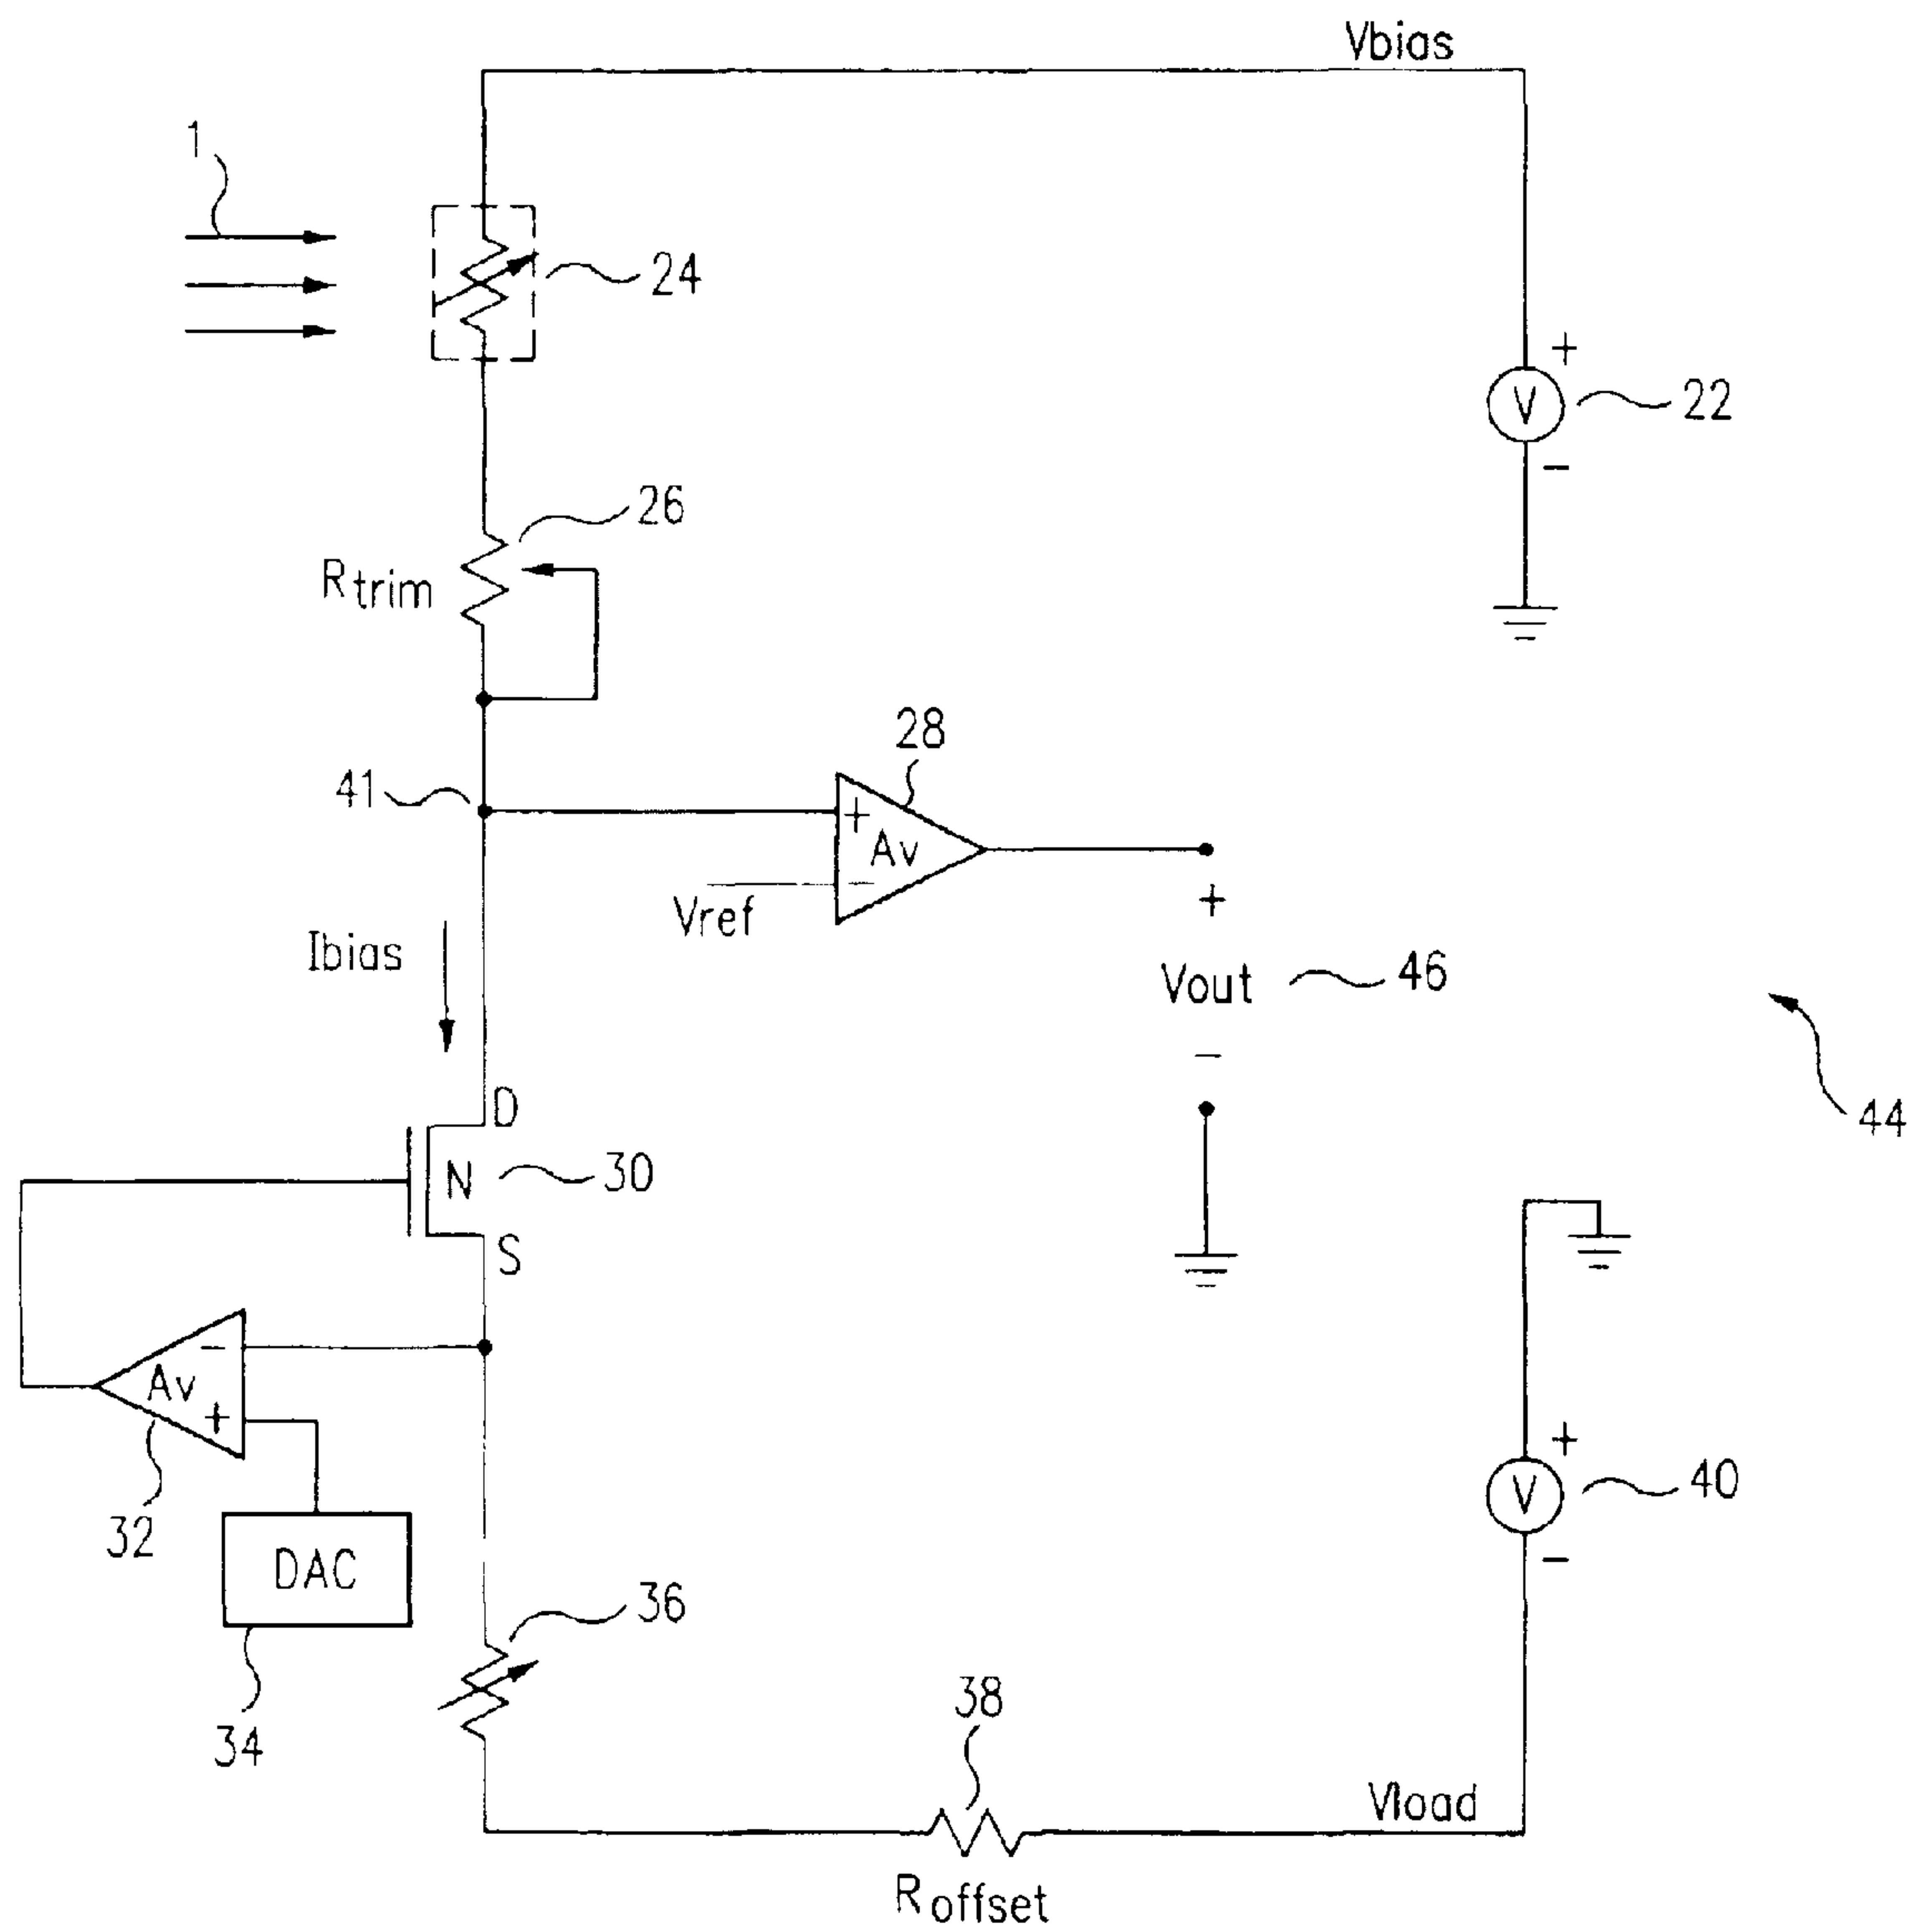 Vbias
1
24
+
V
22
−
26
Rtrim
28
41
+
Av
−
Vref
+
Ibias
Vout
46
−
44
D
N
30
S
−
Av
+
+
V
40
−
32
DAC
36
34
38
Vload
Roffset